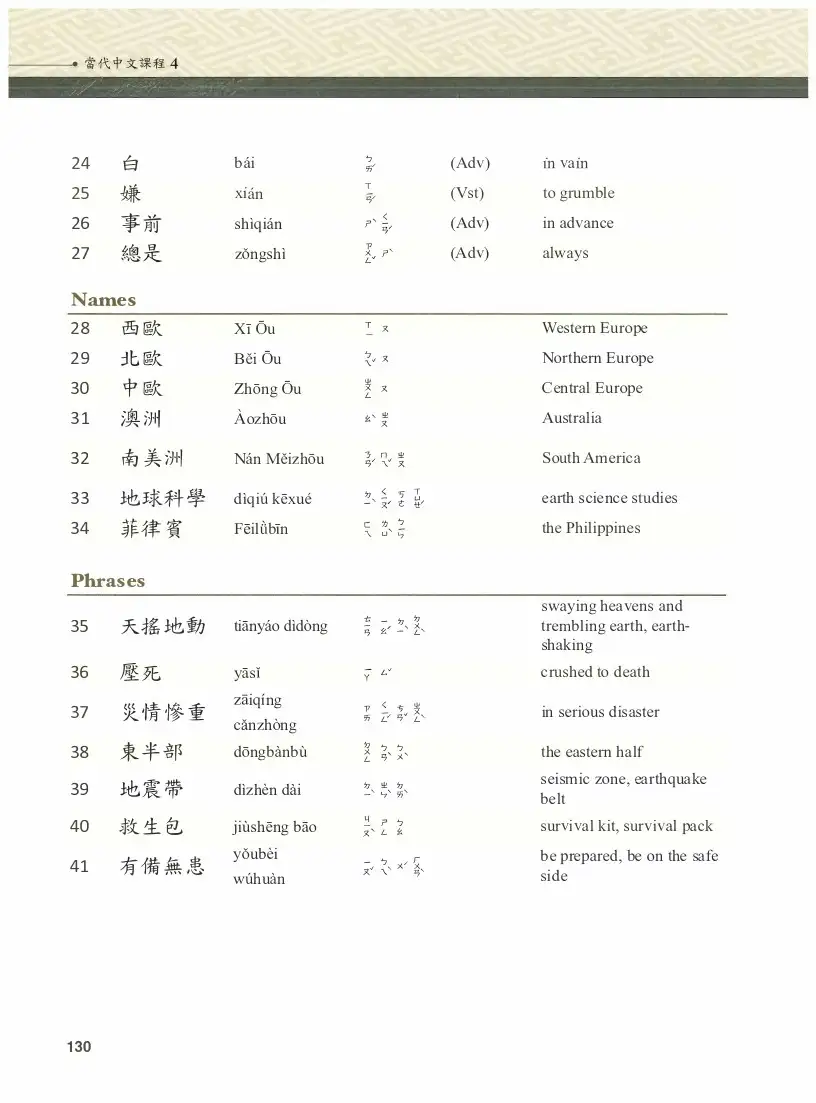 當代中文課程 4
24 白 bái ㄅㄞˊ (Adv) in vain
25 嫌 xián ㄒㄧㄢˊ (Vst) to grumble
26 事前 shìqián ㄕˋ ㄑㄧㄢˊ (Adv) in advance
27 總是 zǒngshì ㄗㄨㄥˇ ㄕˋ (Adv) always
Names
28 西歐 Xī Ōu ㄒㄧ ㄡ Western Europe
29 北歐 Běi Ōu ㄅㄟˇ ㄡ Northern Europe
30 中歐 Zhōng Ōu ㄓㄨㄥ ㄡ Central Europe
31 澳洲 Àozhōu ㄠˋ ㄓㄡ Australia
32 南美洲 Nán Měizhōu ㄋㄢˊ ㄇㄟˇ ㄓㄡ South America
33 地球科學 dìqiú kēxué ㄉㄧˋ ㄑㄧㄡˊ ㄎㄜ ㄒㄩㄝˊ earth science studies
34 菲律賓 Fēilǜbīn ㄈㄟ ㄌㄩˋ ㄅㄧㄣ the Philippines
Phrases
35 天搖地動 tiānyáo dìdòng ㄊㄧㄢ ㄧㄠˊ ㄉㄧˋ ㄉㄨㄥˋ swaying heavens and
trembling earth, earth-
shaking
36 壓死 yāsǐ ㄧㄚ ㄙˇ crushed to death
37 災情慘重 zāiqíng
cǎnzhòng ㄗㄞ ㄑㄧㄥˊ ㄘㄢˇ ㄓㄨㄥˋ in serious disaster
38 東半部 dōngbànbù ㄉㄨㄥ ㄅㄢˋ ㄅㄨˋ the eastern half
39 地震帶 dìzhèn dài ㄉㄧˋ ㄓㄣˋ ㄉㄞˋ seismic zone, earthquake
belt
40 救生包 jiùshēng bāo ㄐㄧㄡˋ ㄕㄥ ㄅㄠ survival kit, survival pack
41 有備無患 yǒubèi
wúhuàn ㄧㄡˇ ㄅㄟˋ ㄨˊ ㄏㄨㄢˋ be prepared, be on the safe
side
130